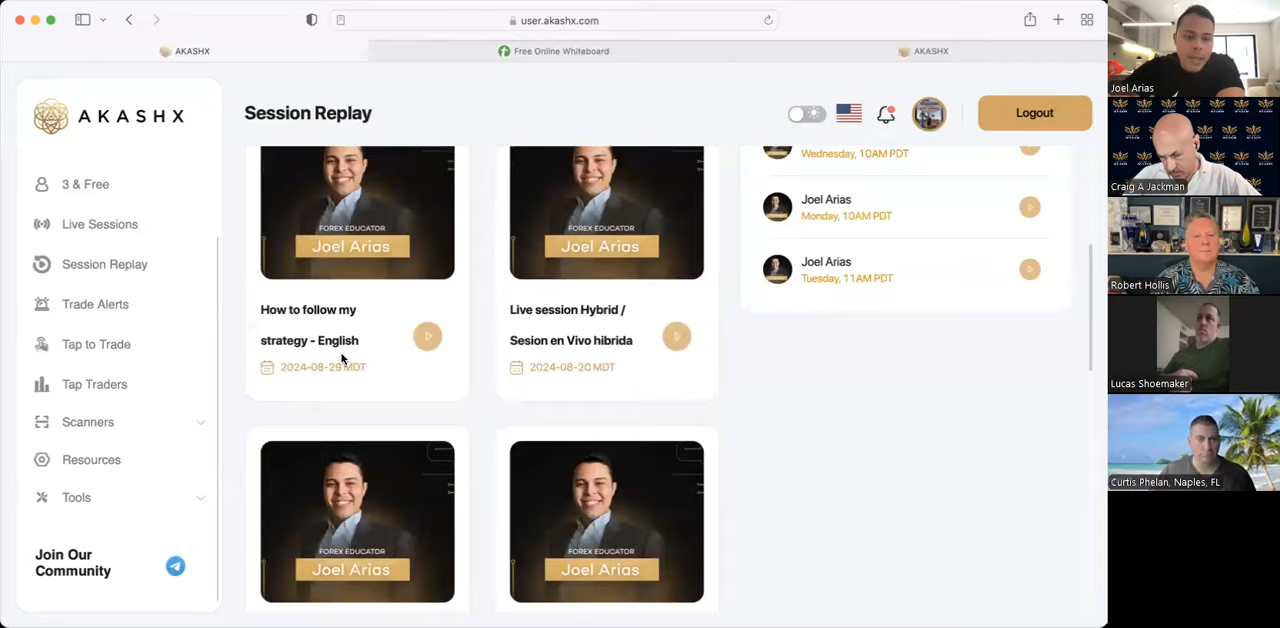 user.akashx.com
AKASHX
Free Online Whiteboard
AKASHX
AKASHX
Session Replay
Logout
3 & Free
Live Sessions
Session Replay
Trade Alerts
Tap to Trade
Tap Traders
Scanners
Resources
Tools
Join Our
Community
FOREX EDUCATOR
Joel Arias
How to follow my
strategy - English
2024-08-29 MDT
FOREX EDUCATOR
Joel Arias
Live session Hybrid /
Sesion en Vivo hibrida
2024-08-20 MDT
FOREX EDUCATOR
Joel Arias
FOREX EDUCATOR
Joel Arias
Wednesday, 10AM PDT
Joel Arias
Monday, 10AM PDT
Joel Arias
Tuesday, 11AM PDT
Joel Arias
Craig A Jackman
Robert Hollis
Lucas Shoemaker
Curtis Phelan, Naples, FL